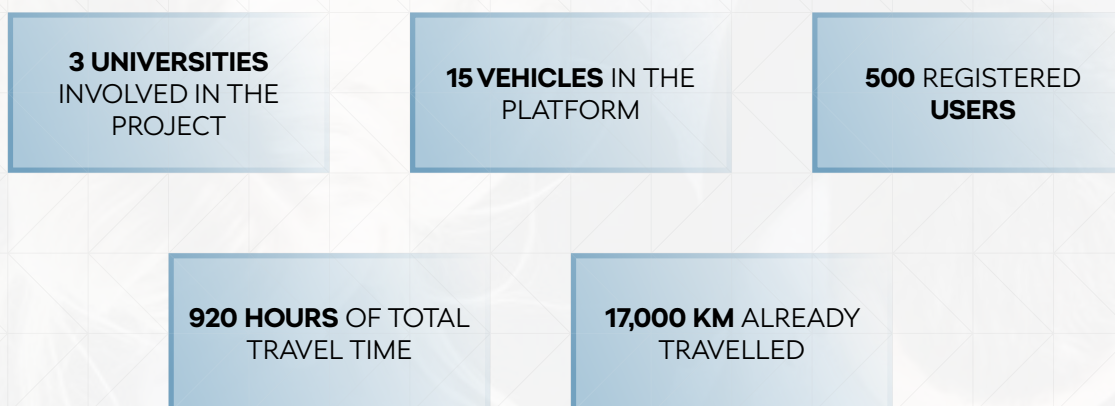 3 UNIVERSITIES
INVOLVED IN THE
PROJECT
15 VEHICLES IN THE
PLATFORM
500 REGISTERED
USERS
920 HOURS OF TOTAL
TRAVEL TIME
17,000 KM ALREADY
TRAVELLED